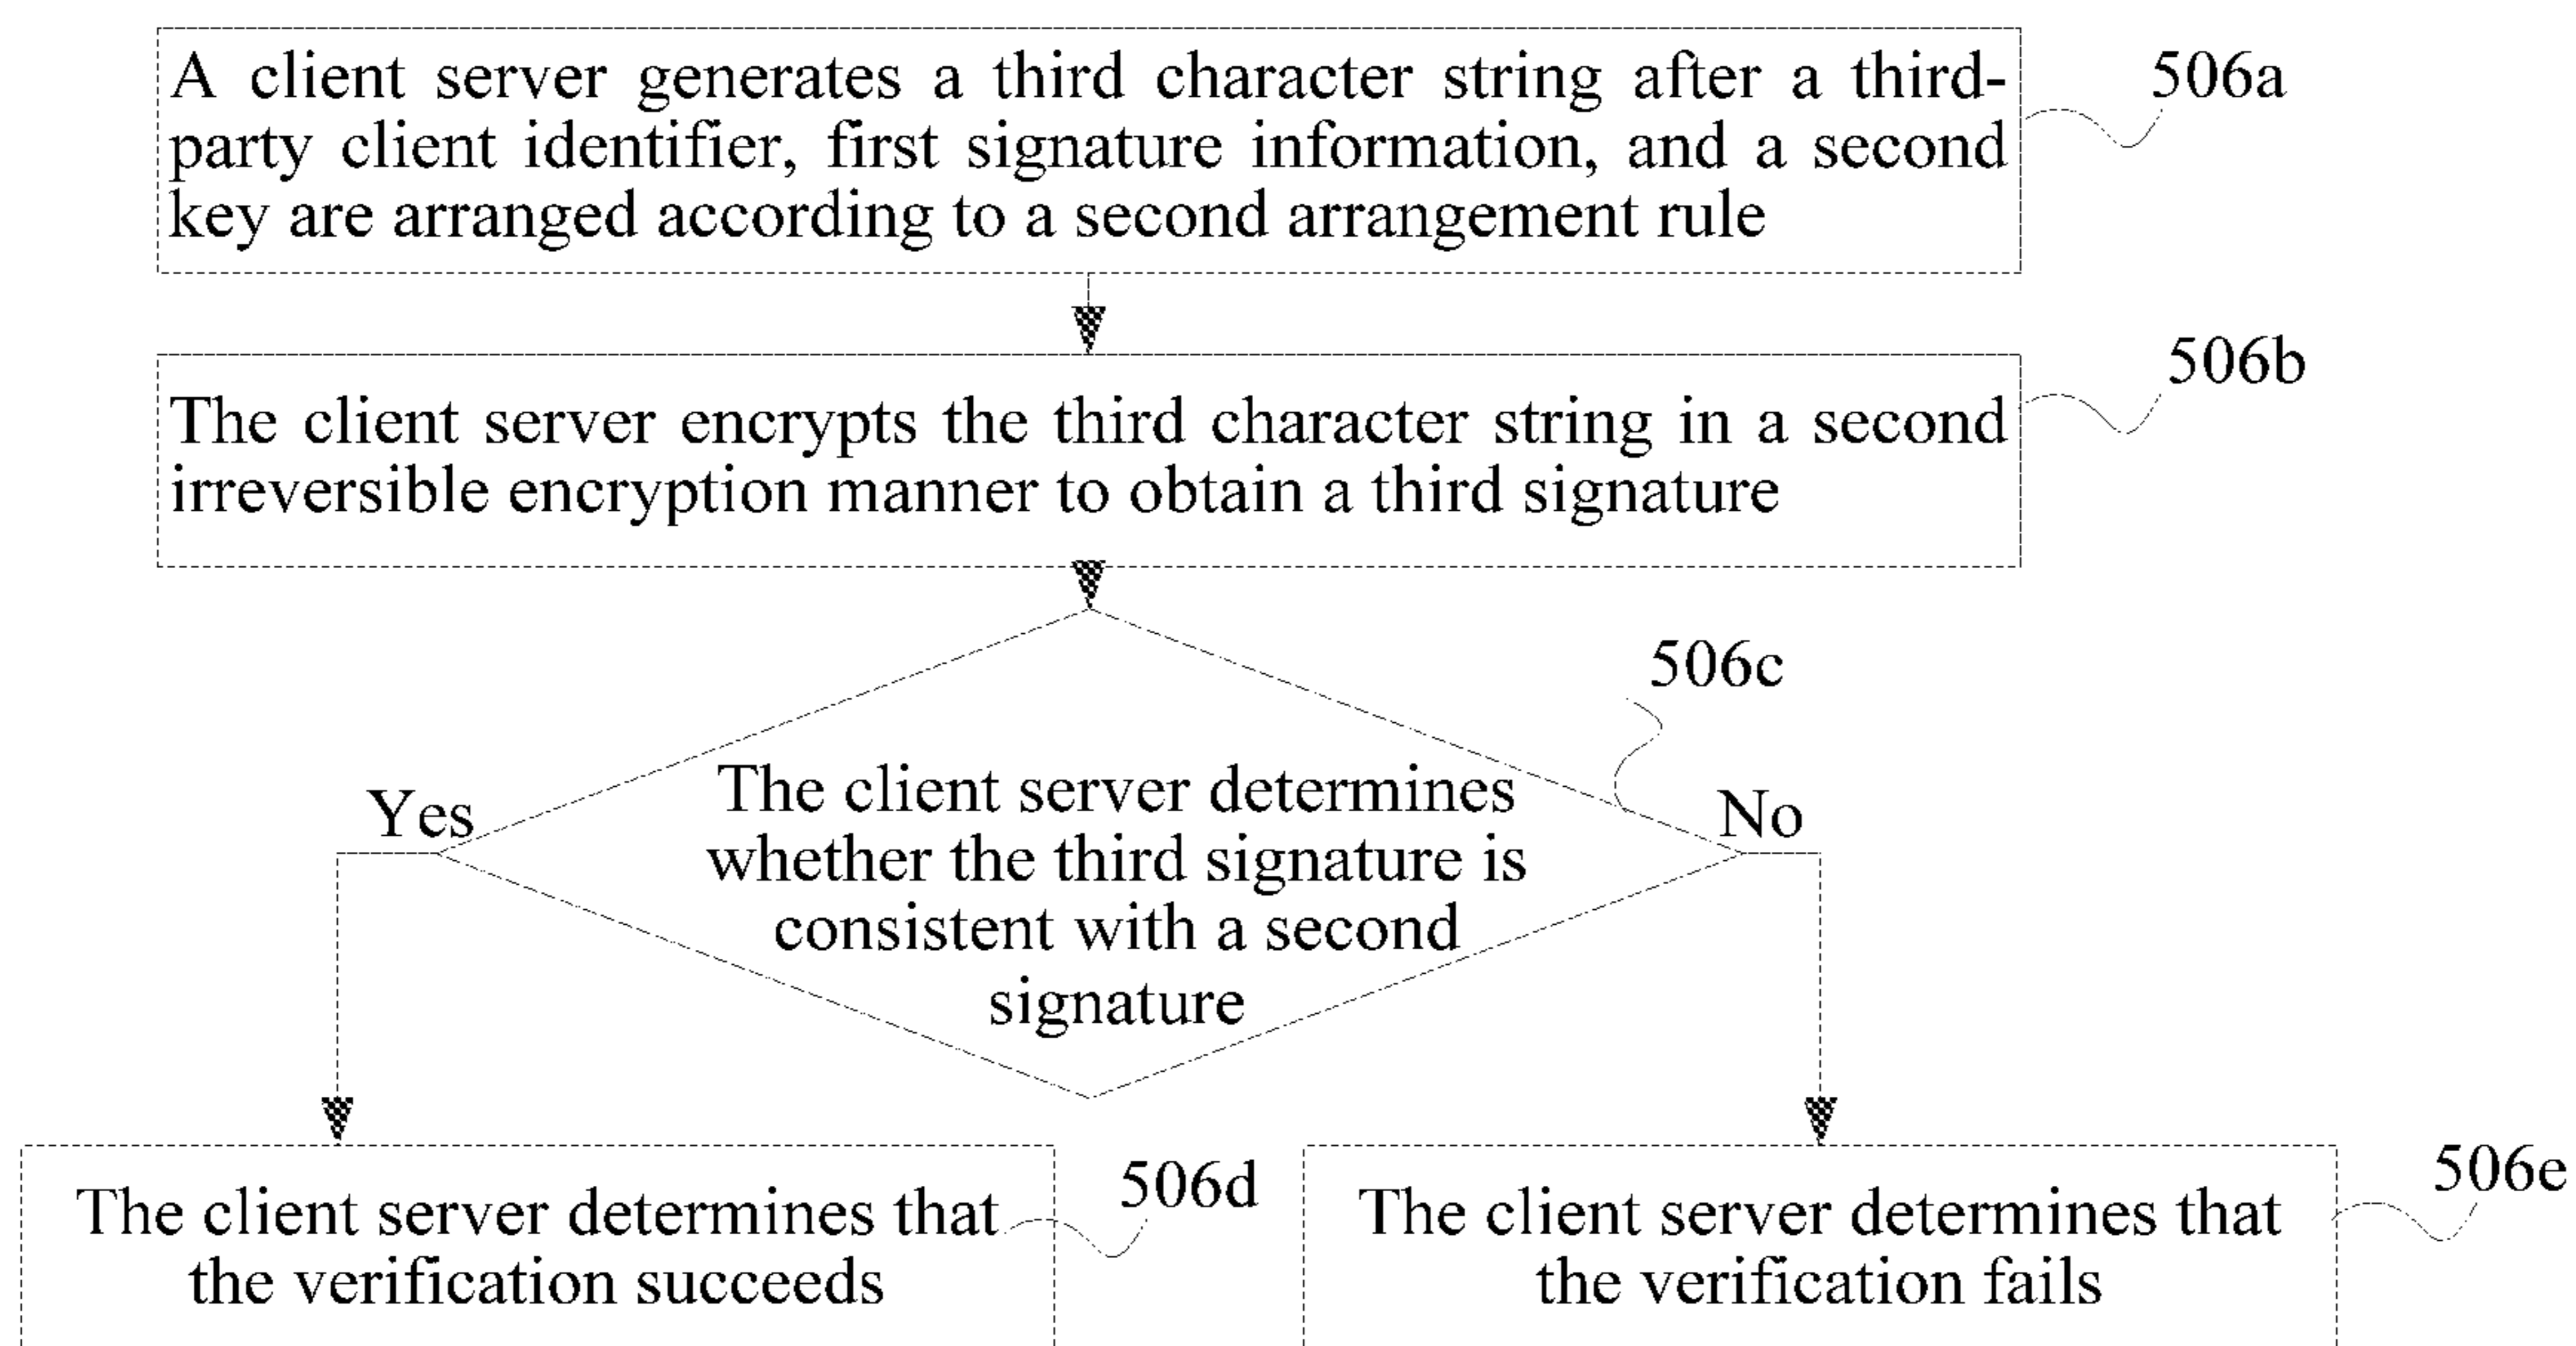 A client server generates a third character string after a third-
party client identifier, first signature information, and a second
key are arranged according to a second arrangement rule
506a
The client server encrypts the third character string in a second
irreversible encryption manner to obtain a third signature
506b
506c
Yes
No
The client server determines
whether the third signature is
consistent with a second
signature
The client server determines that
the verification succeeds
506d
The client server determines that
the verification fails
506e